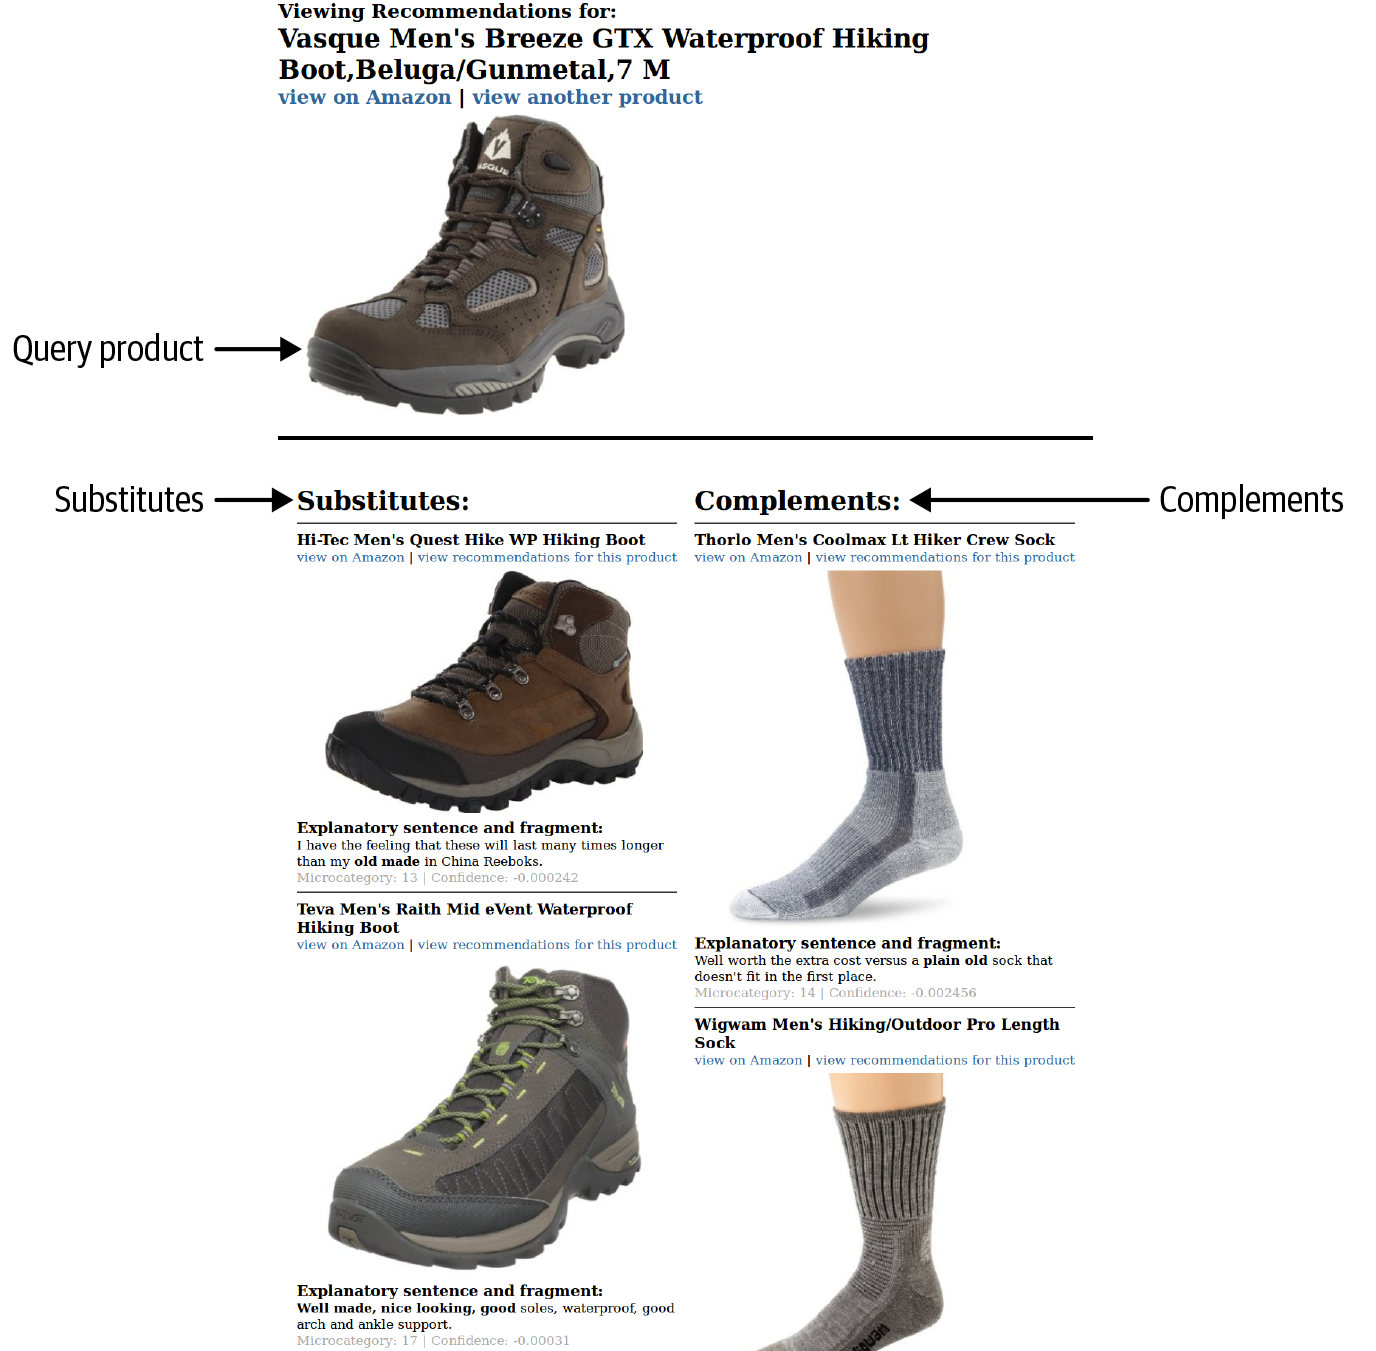 Viewing Recommendations for:
Vasque Men's Breeze GTX Waterproof Hiking
Boot,Beluga/Gunmetal,7 M
view on Amazon | view another product
Query product
Substitutes
Substitutes:
Hi-Tec Men's Quest Hike WP Hiking Boot
view on Amazon | view recommendations for this product
Explanatory sentence and fragment:
I have the feeling that these will last many times longer
than my old made in China Reeboks.
Microcategory: 13 | Confidence: -0.000242
Teva Men's Raith Mid eVent Waterproof
Hiking Boot
view on Amazon | view recommendations for this product
Explanatory sentence and fragment:
Well made, nice looking, good soles, waterproof, good
arch and ankle support.
Microcategory: 17 | Confidence: -0.00031
Complements:
Complements
Thorlo Men's Coolmax Lt Hiker Crew Sock
view on Amazon | view recommendations for this product
Explanatory sentence and fragment:
Well worth the extra cost versus a plain old sock that
doesn't fit in the first place.
Microcategory: 14 | Confidence: -0.002456
Wigwam Men's Hiking/Outdoor Pro Length
Sock
view on Amazon | view recommendations for this product